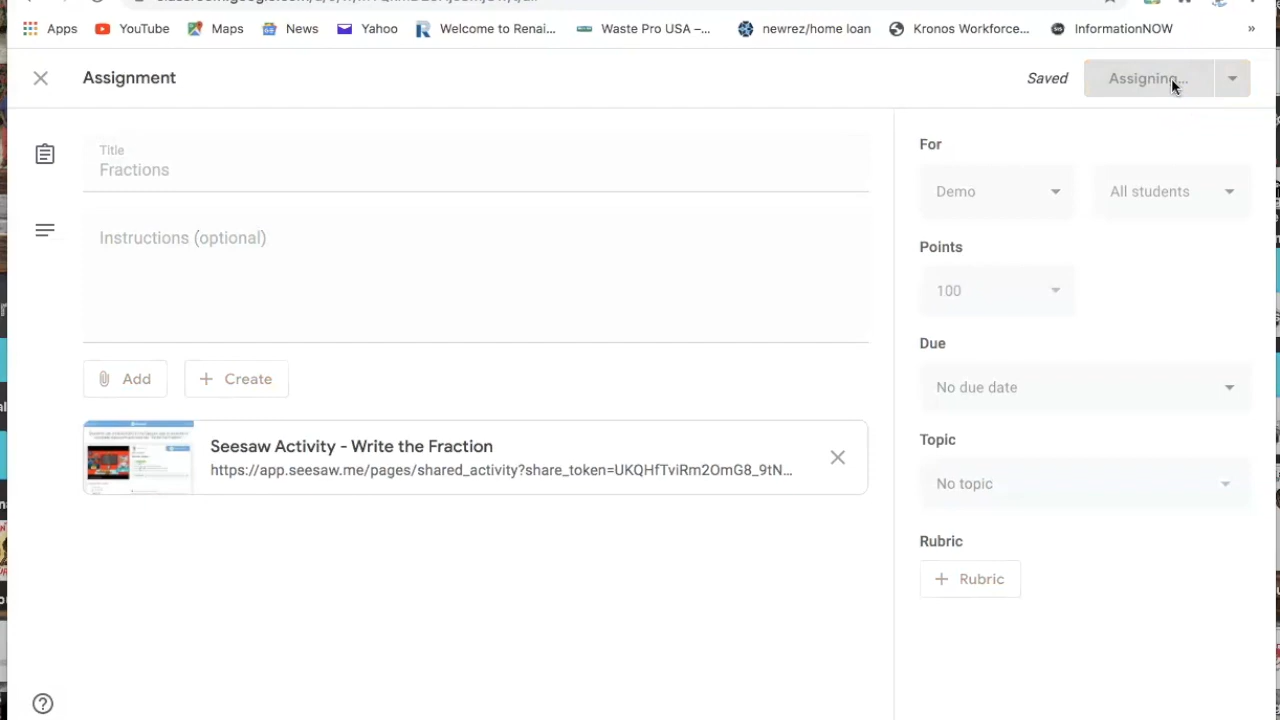 Apps YouTube Maps News Yahoo Welcome to Renai... Waste Pro USA –... newrez/home loan Kronos Workforce... InformationNOW »
Assignment Saved Assigning...
Title
Fractions
Instructions (optional)
Add Create
Seesaw Activity - Write the Fraction
https://app.seesaw.me/pages/shared_activity?share_token=UKQHfTviRm2OmG8_9tN...
For
Demo All students
Points
100
Due
No due date
Topic
No topic
Rubric
Rubric